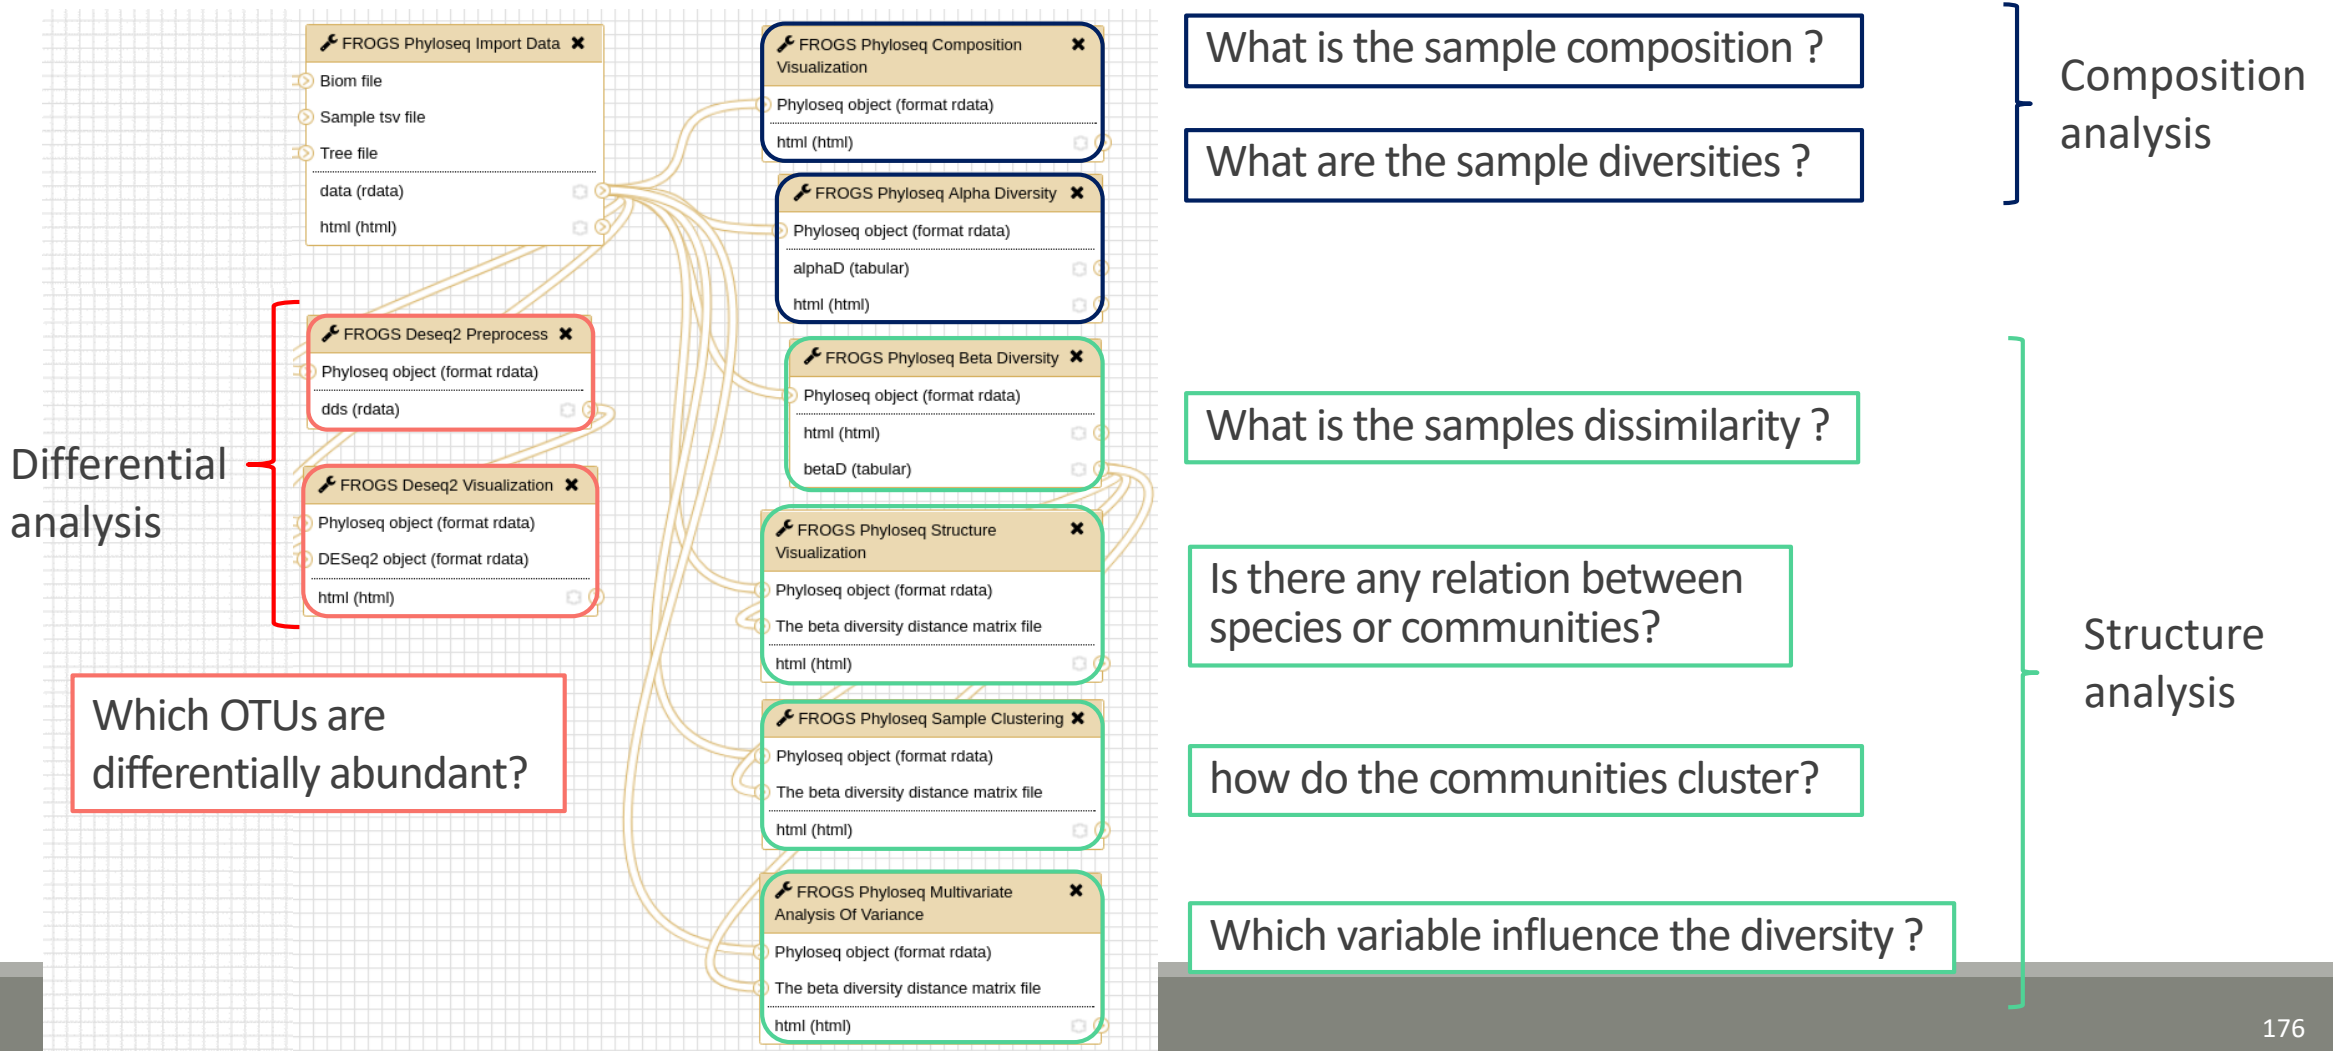 FROGS Phyloseq Import Data
Biom file
Sample tsv file
Tree file
data (rdata)
html (html)
FROGS Phyloseq Composition
Visualization
Phyloseq object (format rdata)
html (html)
FROGS Phyloseq Alpha Diversity
Phyloseq object (format rdata)
alphaD (tabular)
html (html)
What is the sample composition ?
What are the sample diversities ?
Composition
analysis
Differential
analysis
FROGS Deseq2 Preprocess
Phyloseq object (format rdata)
dds (rdata)
FROGS Deseq2 Visualization
Phyloseq object (format rdata)
DESeq2 object (format rdata)
html (html)
Which OTUs are
differentially abundant?
FROGS Phyloseq Beta Diversity
Phyloseq object (format rdata)
html (html)
betaD (tabular)
FROGS Phyloseq Structure
Visualization
Phyloseq object (format rdata)
The beta diversity distance matrix file
html (html)
FROGS Phyloseq Sample Clustering
Phyloseq object (format rdata)
The beta diversity distance matrix file
html (html)
FROGS Phyloseq Multivariate
Analysis Of Variance
Phyloseq object (format rdata)
The beta diversity distance matrix file
html (html)
What is the samples dissimilarity ?
Is there any relation between
species or communities?
how do the communities cluster?
Which variable influence the diversity ?
Structure
analysis
176